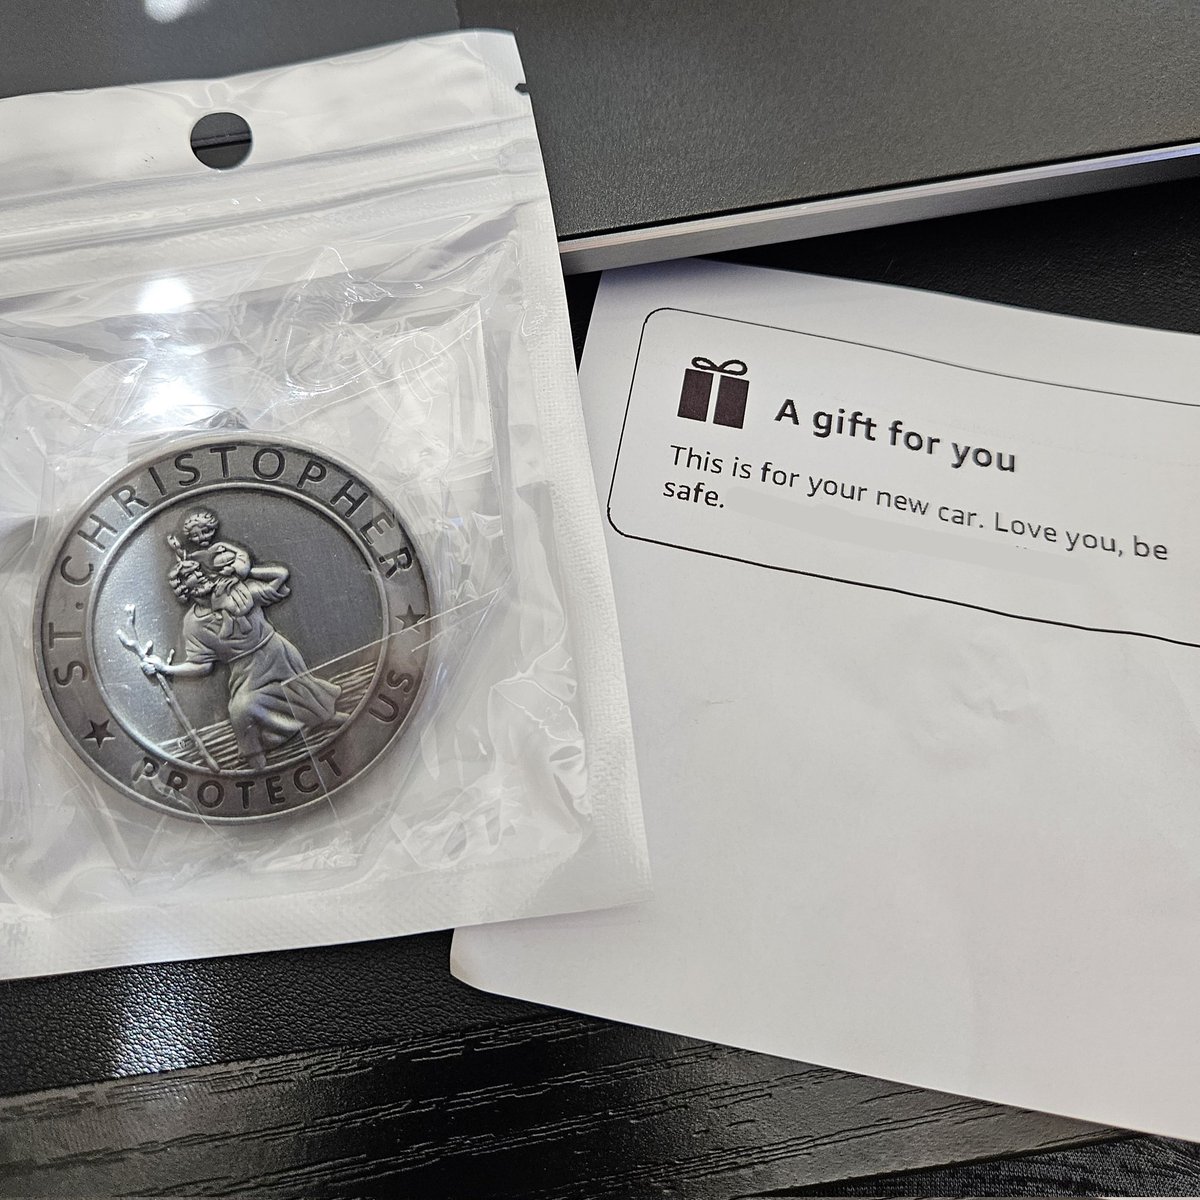 ST. CHRISTOPHER
PROTECT US
A gift for you
This is for your new car. Love you, be
safe.